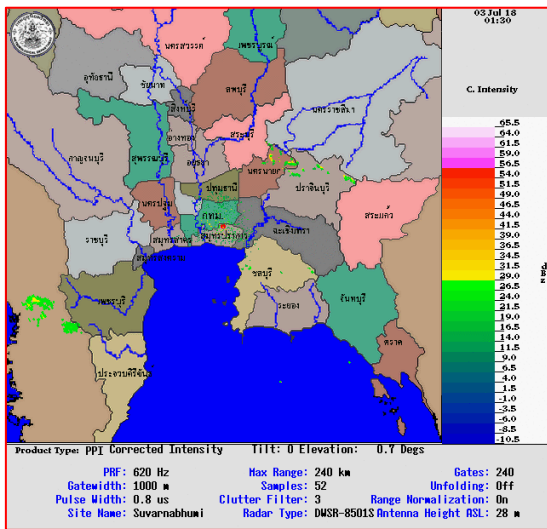 03 Jul 18
01:30
C. Intensity
65.5
64.0
60.0
56.5
54.0
51.5
49.0
46.5
44.0
41.5
39.0
36.5
34.0
31.5
29.0
26.5
24.0
21.5
19.0
16.5
14.0
11.5
9.0
6.5
4.0
1.5
-1.0
-3.5
-6.0
-8.5
-10.5
นครสวรรค์
เพชรบูรณ์
อุทัยธานี
ชัยนาท
ลพบุรี
สิงห์บุรี
นครราชสีมา
อ่างทอง
สระบุรี
กาญจนบุรี
สุพรรณบุรี
อยุธยา
นครนายก
ปทุมธานี
ปราจีนบุรี
นครปฐม
กทม.
สระแก้ว
ฉะเชิงเทรา
ราชบุรี
สมุทรสาคร
สมุทรปราการ
ชลบุรี
เพชรบุรี
ระยอง
จันทบุรี
ตราด
ประจวบคีรีขันธ์
Product Type: PPI Corrected Intensity Tilt: 0 Elevation: 0.7 Degs
PRF: 620 Hz Max Range: 240 km Gates: 240
Gatewidth: 1000 m Samples: 52 Unfolding: Off
Pulse Width: 0.8 us Clutter Filter: 3 Range Normalization: On
Site Name: Suvarnabhumi Radar Type: DWSR-8501S Antenna Height ASL: 28 m